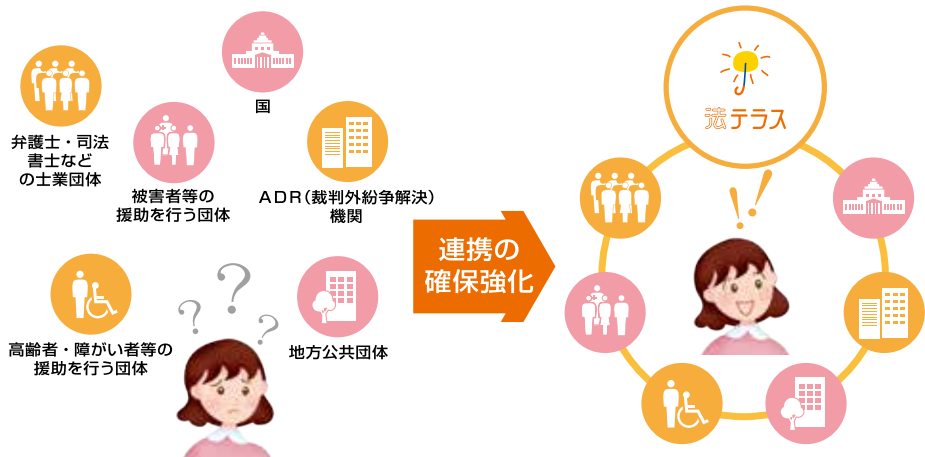 国
弁護士・司法
書士など
の士業団体
被害者等の
援助を行う団体
ADR(裁判外紛争解決)
機関
高齢者・障がい者等の
援助を行う団体
地方公共団体
? ? ?
連携の
確保強化
法テラス
!!